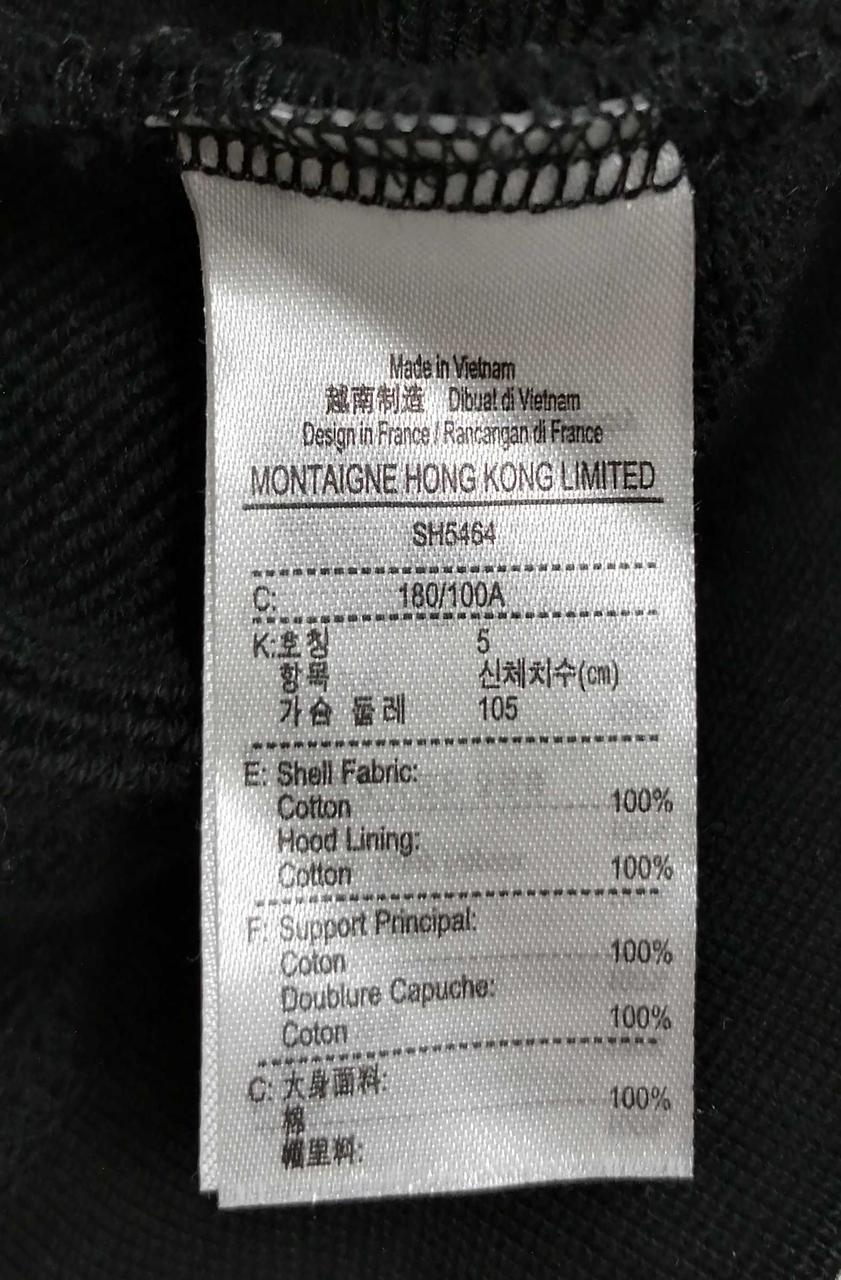 Made in Vietnam
越南制造 Dibuat di Vietnam
Design in France / Rancangan di France
MONTAIGNE HONG KONG LIMITED
SH5464
C: 180/100A
K:호칭 5
항목 신체치수(cm)
가슴 둘레 105
E: Shell Fabric:
Cotton 100%
Hood Lining:
Cotton 100%
F: Support Principal:
Coton 100%
Doublure Capuche:
Coton 100%
C: 大身面料:
棉 100%
帽里料: